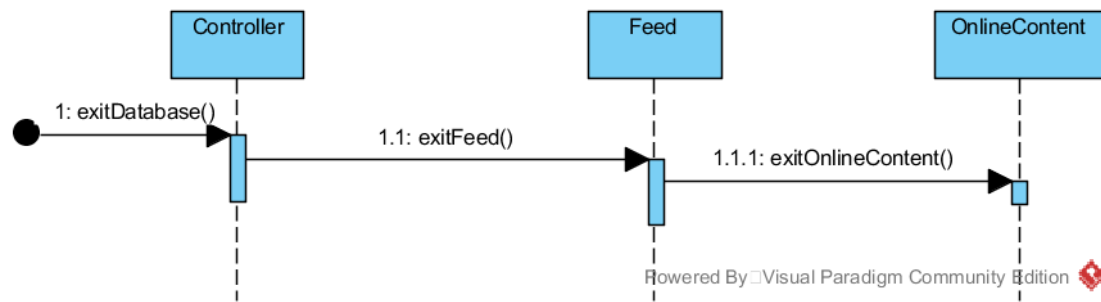 Controller
Feed
OnlineContent
1: exitDatabase()
1.1: exitFeed()
1.1.1: exitOnlineContent()
Powered By Visual Paradigm Community Edition